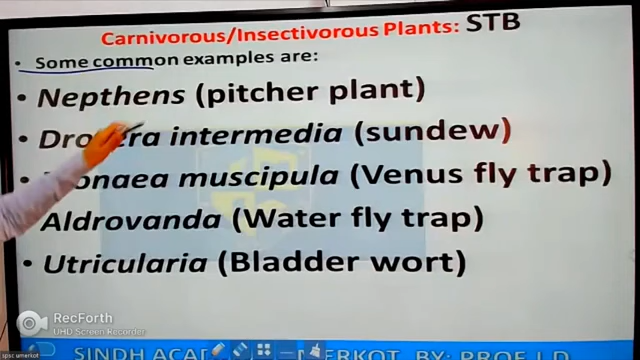 Carnivorous/Insectivorous Plants: STB
• Some common examples are:
• Nepthens (pitcher plant)
• intermedia (sundew)
• muscipula (Venus fly trap)
Aldrovanda (Water fly trap)
• Utricularia (Bladder wort)
RecForth
UHD Screen Recorder
SINDH BY: PROF J.D